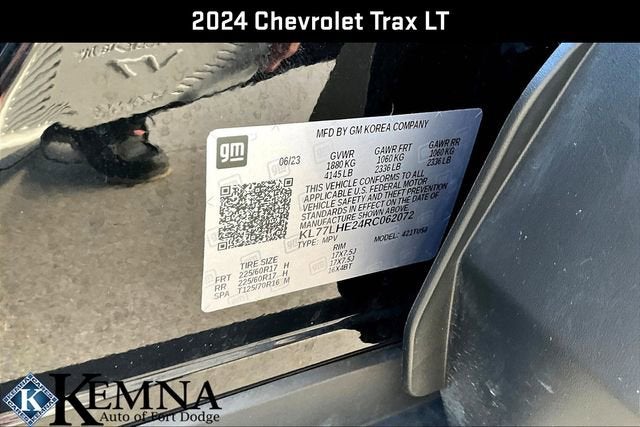 2024 Chevrolet Trax LT
MFD BY GM KOREA COMPANY
gm
06/23
GVWR GAWR FRT GAWR RR
1880 KG 1060 KG 1060 KG
4145 LB 2336 LB 2336 LB
THIS VEHICLE CONFORMS TO ALL
APPLICABLE U.S. FEDERAL MOTOR
VEHICLE SAFETY AND THEFT PREVENTION
STANDARDS IN EFFECT ON THE DATE OF
MANUFACTURE SHOWN ABOVE.
KL77LHE24RC062072
TYPE: MPV MODEL:
TIRE SIZE RIM
FRT 225/60R17 H 17X7.5J
RR 225/60R17 H 17X7.5J
SPA T125/70R16 M 16X4BT
K
KEMNA
Auto of Fort Dodge